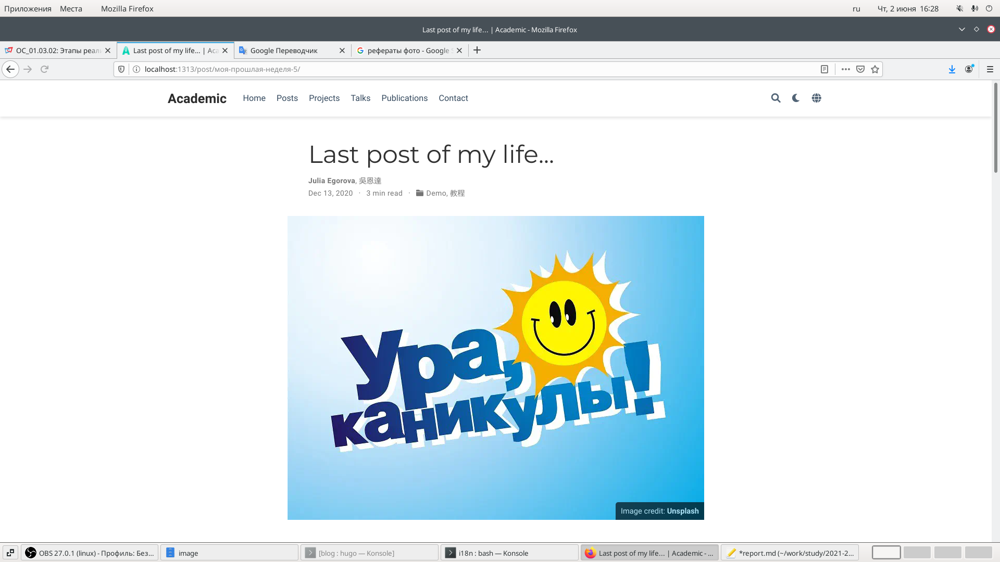 Приложения Места Mozilla Firefox ru Чт, 2 июня 16:28
Last post of my life... | Academic - Mozilla Firefox
ОС_01.03.02: Этапы реал Last post of my life... | Aca Google Переводчик рефераты фото - Google S
localhost:1313/post/моя-прошлая-неделя-5/
Academic Home Posts Projects Talks Publications Contact
Last post of my life...
Julia Egorova, 吳恩達
Dec 13, 2020 · 3 min read · Demo, 教程
Ура,
каникулы!
Image credit: Unsplash
OBS 27.0.1 (linux) - Профиль: Без... image [blog : hugo — Konsole] i18n : bash — Konsole Last post of my life... | Academic - ... *report.md (~/work/study/2021-2...